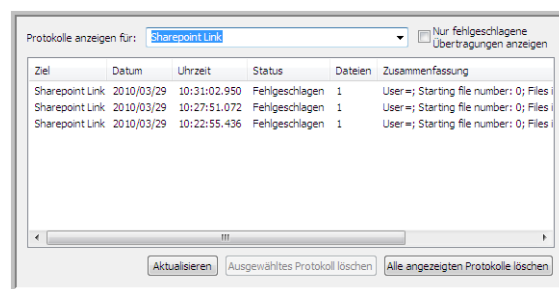 Protokolle anzeigen für: Sharepoint Link
Nur fehlgeschlagene
Übertragungen anzeigen
Ziel Datum Uhrzeit Status Dateien Zusammenfassung
Sharepoint Link 2010/03/29 10:31:02.950 Fehlgeschlagen 1 User=; Starting file number: 0; Files i
Sharepoint Link 2010/03/29 10:27:51.072 Fehlgeschlagen 1 User=; Starting file number: 0; Files i
Sharepoint Link 2010/03/29 10:22:55.436 Fehlgeschlagen 1 User=; Starting file number: 0; Files i
Aktualisieren Ausgewähltes Protokoll löschen Alle angezeigten Protokolle löschen